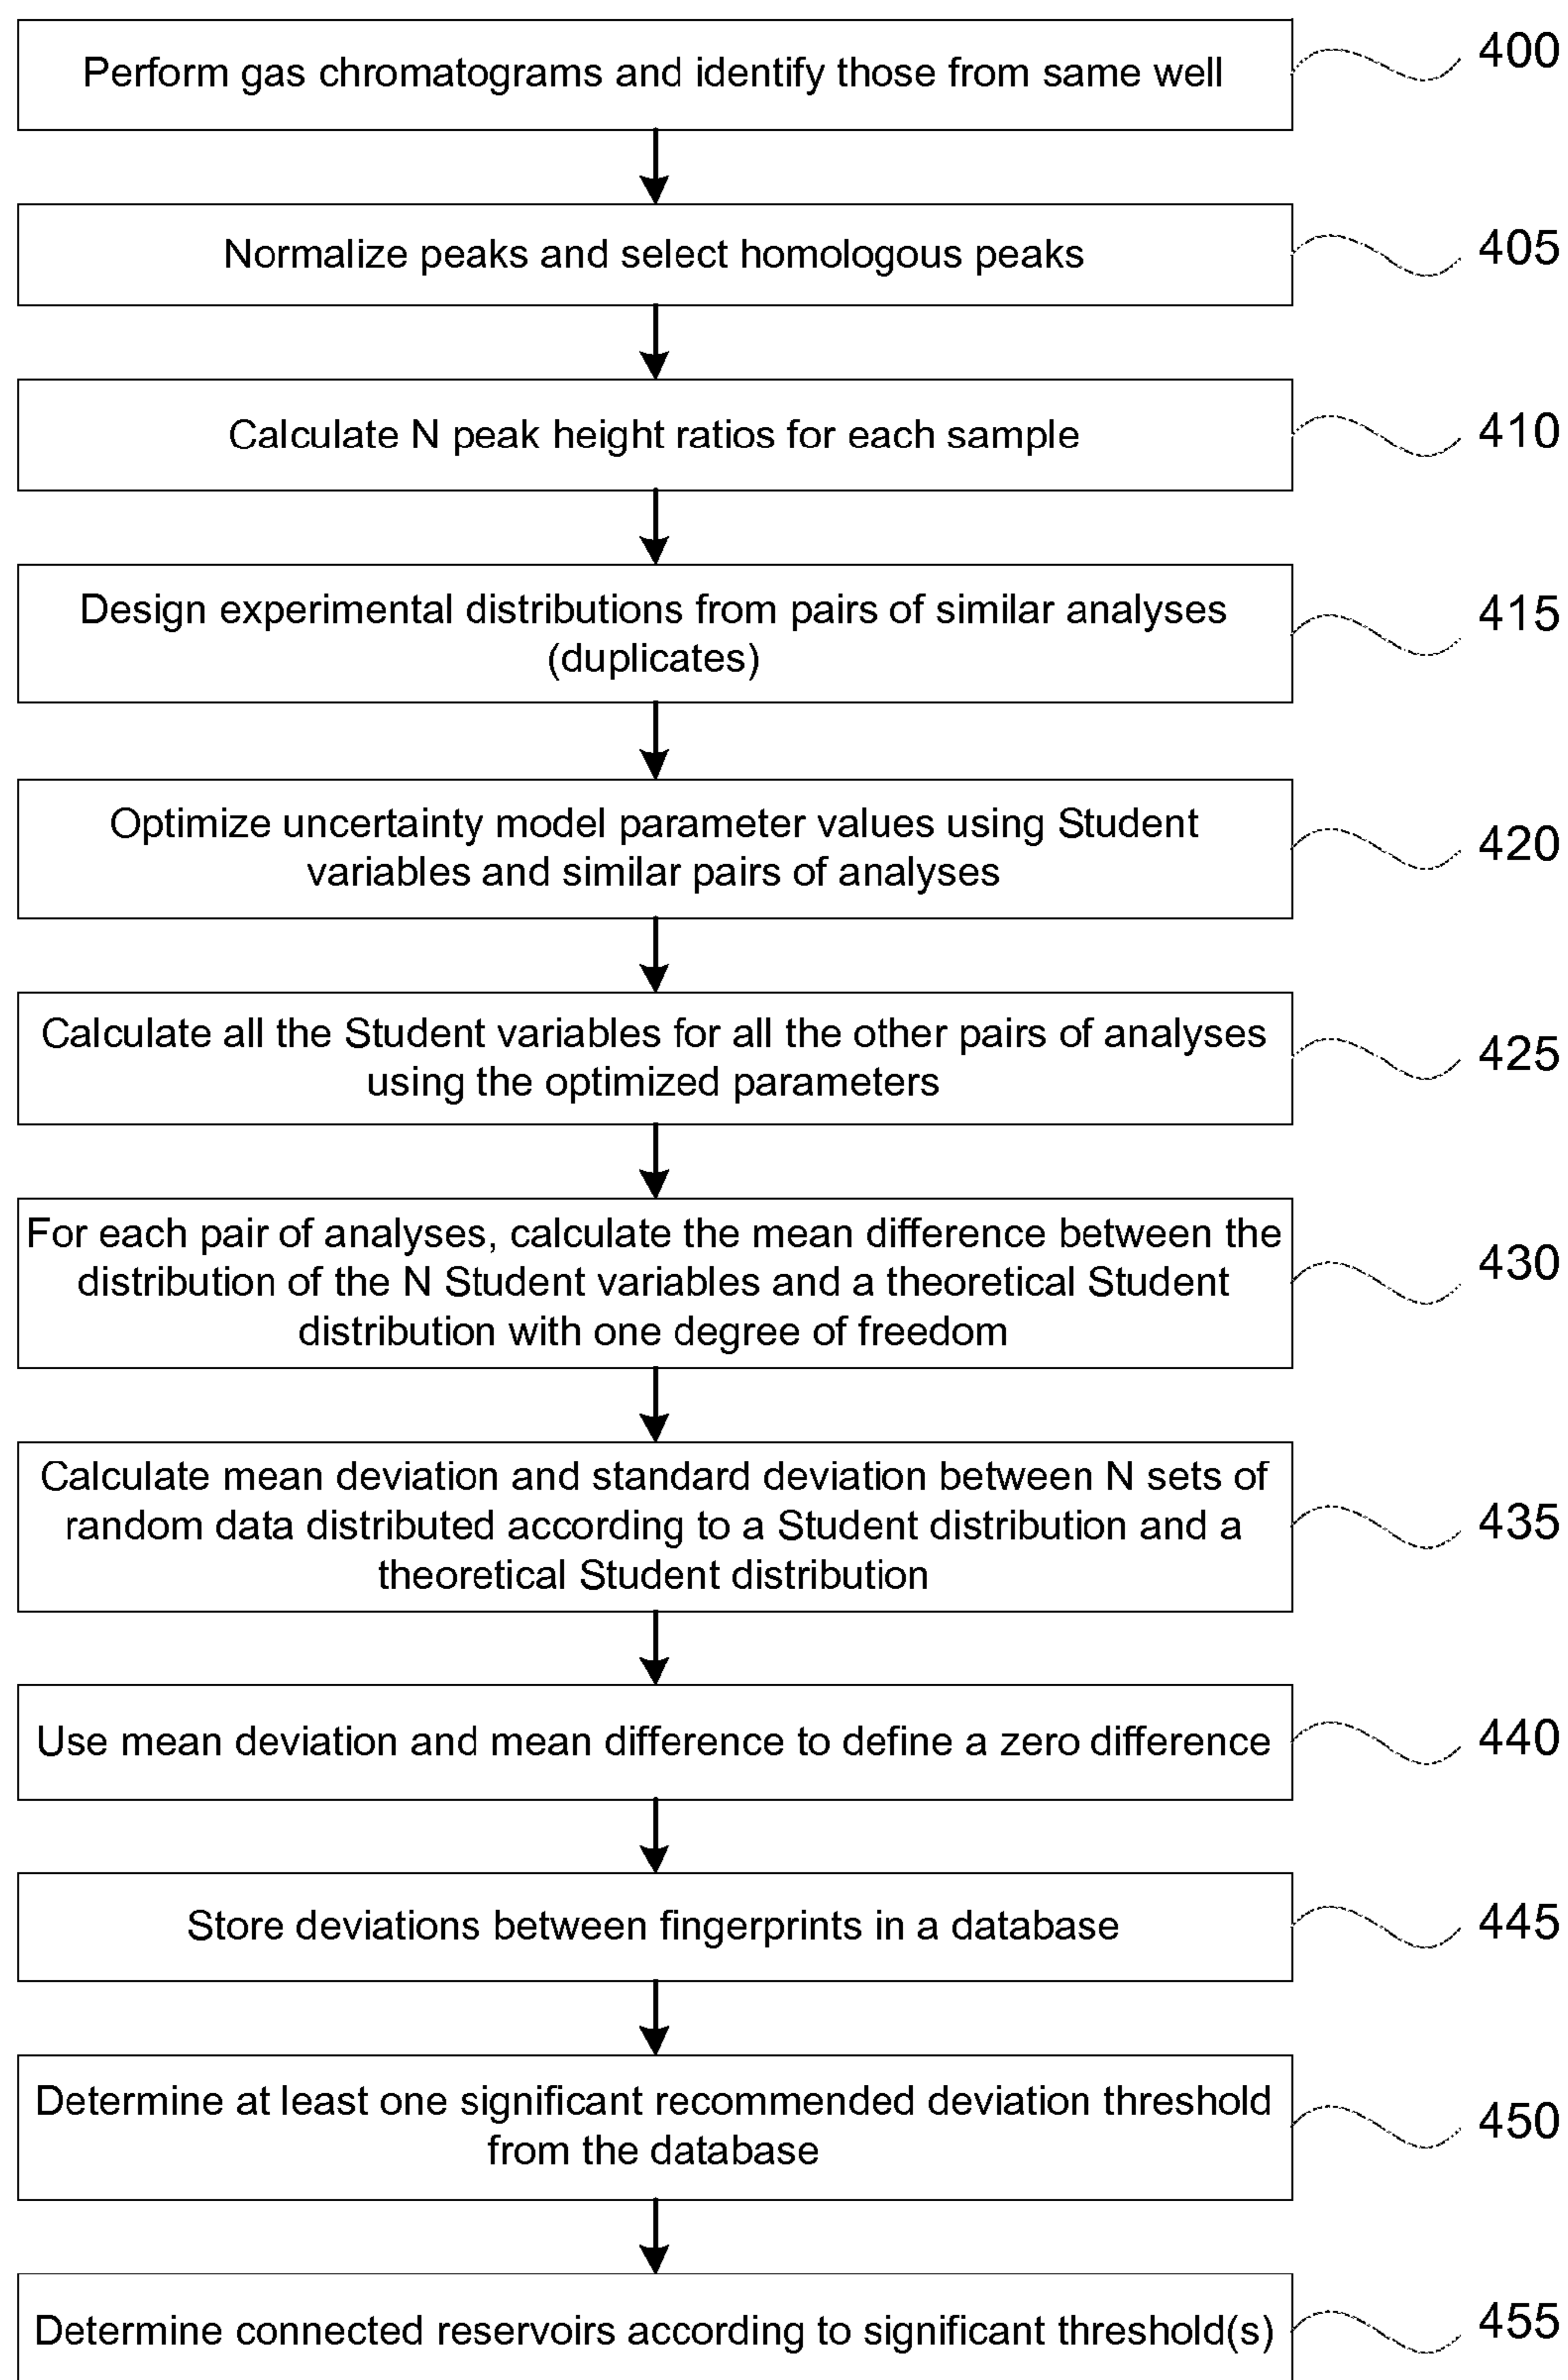 Perform gas chromatograms and identify those from same well
400
Normalize peaks and select homologous peaks
405
Calculate N peak height ratios for each sample
410
Design experimental distributions from pairs of similar analyses
(duplicates)
415
Optimize uncertainty model parameter values using Student
variables and similar pairs of analyses
420
Calculate all the Student variables for all the other pairs of analyses
using the optimized parameters
425
For each pair of analyses, calculate the mean difference between the
distribution of the N Student variables and a theoretical Student
distribution with one degree of freedom
430
Calculate mean deviation and standard deviation between N sets of
random data distributed according to a Student distribution and a
theoretical Student distribution
435
Use mean deviation and mean difference to define a zero difference
440
Store deviations between fingerprints in a database
445
Determine at least one significant recommended deviation threshold
from the database
450
Determine connected reservoirs according to significant threshold(s)
455